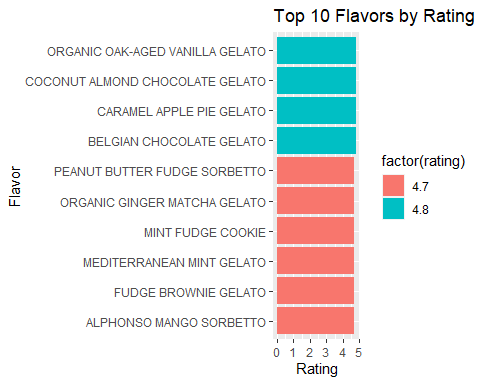 Top 10 Flavors by Rating
Flavor
ORGANIC OAK-AGED VANILLA GELATO
COCONUT ALMOND CHOCOLATE GELATO
CARAMEL APPLE PIE GELATO
BELGIAN CHOCOLATE GELATO
PEANUT BUTTER FUDGE SORBETTO
ORGANIC GINGER MATCHA GELATO
MINT FUDGE COOKIE
MEDITERRANEAN MINT GELATO
FUDGE BROWNIE GELATO
ALPHONSO MANGO SORBETTO
0 1 2 3 4 5
Rating
factor(rating)
4.7
4.8